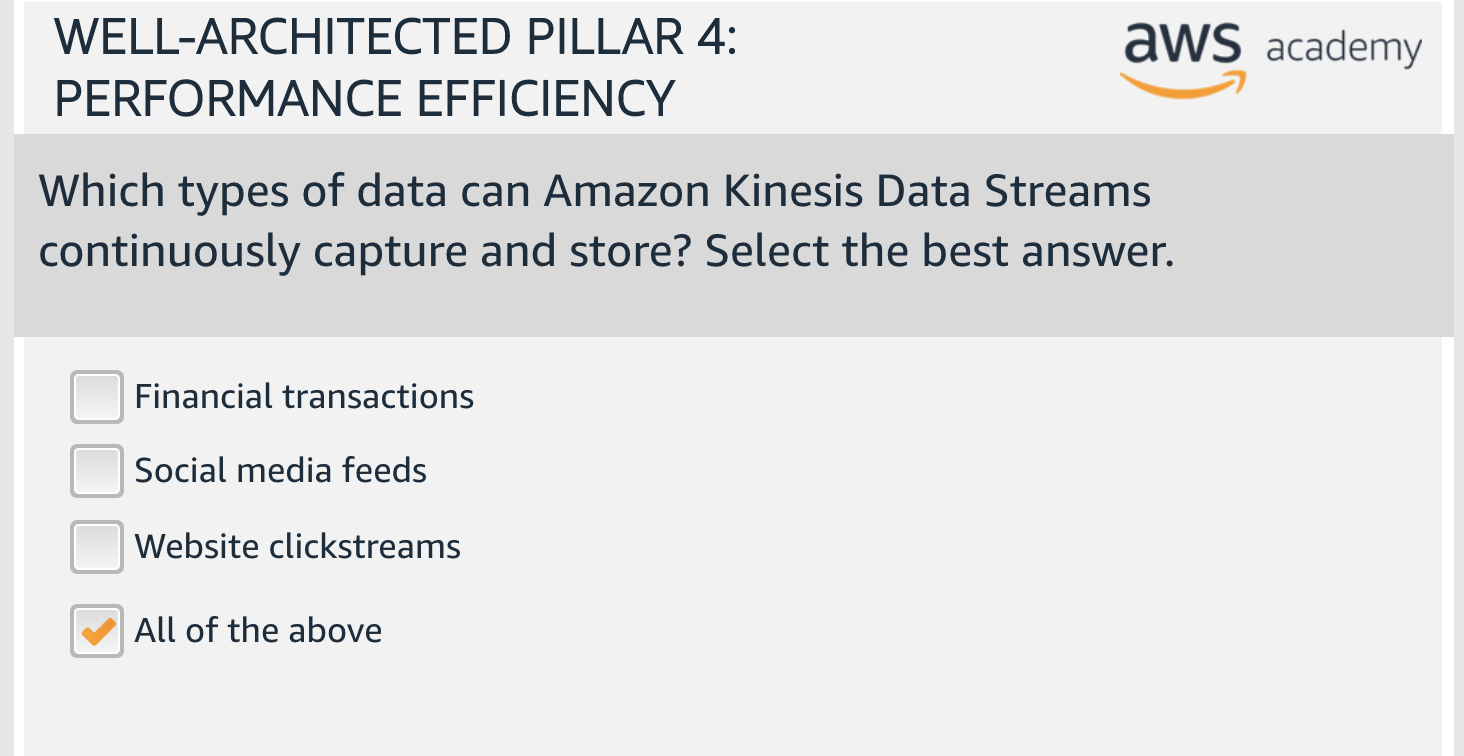 WELL-ARCHITECTED PILLAR 4:
PERFORMANCE EFFICIENCY
aws academy
Which types of data can Amazon Kinesis Data Streams
continuously capture and store? Select the best answer.
Financial transactions
Social media feeds
Website clickstreams
All of the above